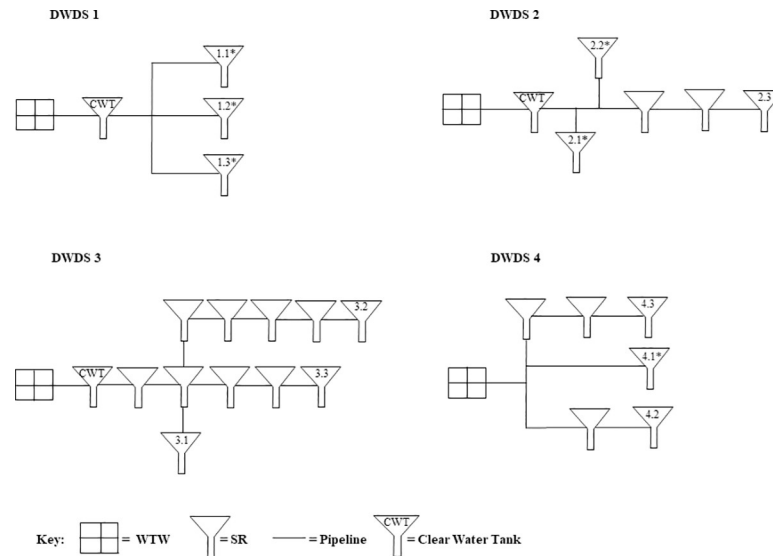 DWDS 1
DWDS 2
1.1*
CWT
1.2*
1.3*
2.2*
CWT
2.3
2.1*
DWDS 3
DWDS 4
3.2
CWT
3.3
3.1
4.3
4.1*
4.2
Key: = WTW = SR = Pipeline CWT = Clear Water Tank